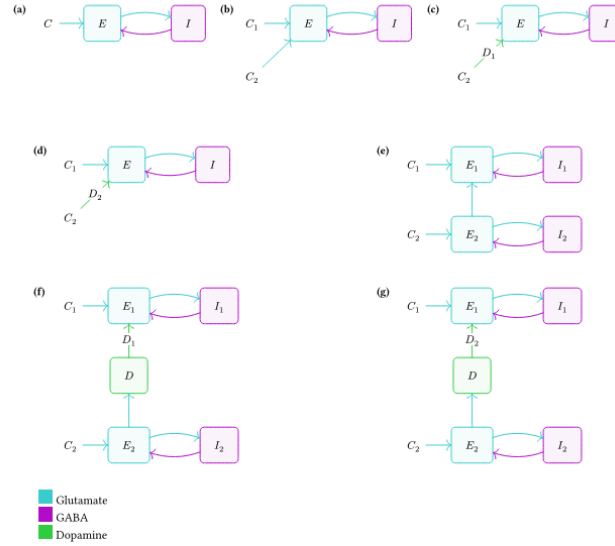 (a) C E I
(b) C1 E I
C2
(c) C1 E I
D1
C2
(d) C1 E I
D2
C2
(e) C1 E1 I1
C2 E2 I2
(f) C1 E1 I1
D1
D
C2 E2 I2
(g) C1 E1 I1
D2
D
C2 E2 I2
Glutamate
GABA
Dopamine